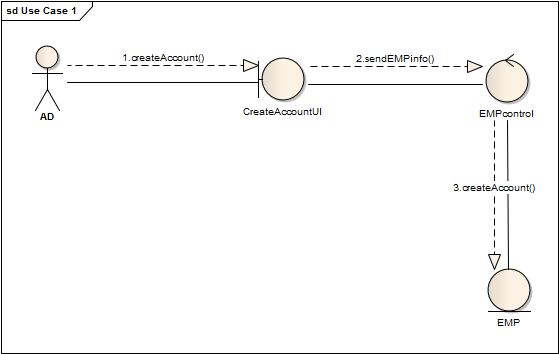 sd Use Case 1
1.createAccount()
2.sendEMPinfo()
AD
CreateAccountUI
EMPcontrol
3.createAccount()
EMP